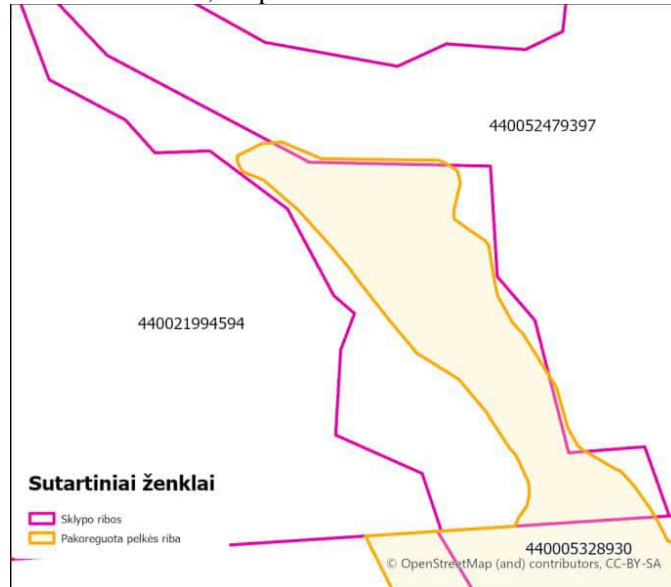 440052479397
440021994594
Sutartiniai ženklai
Sklypo ribos
Pakoreguota pelkės riba
440005328930
© OpenStreetMap (and) contributors, CC-BY-SA